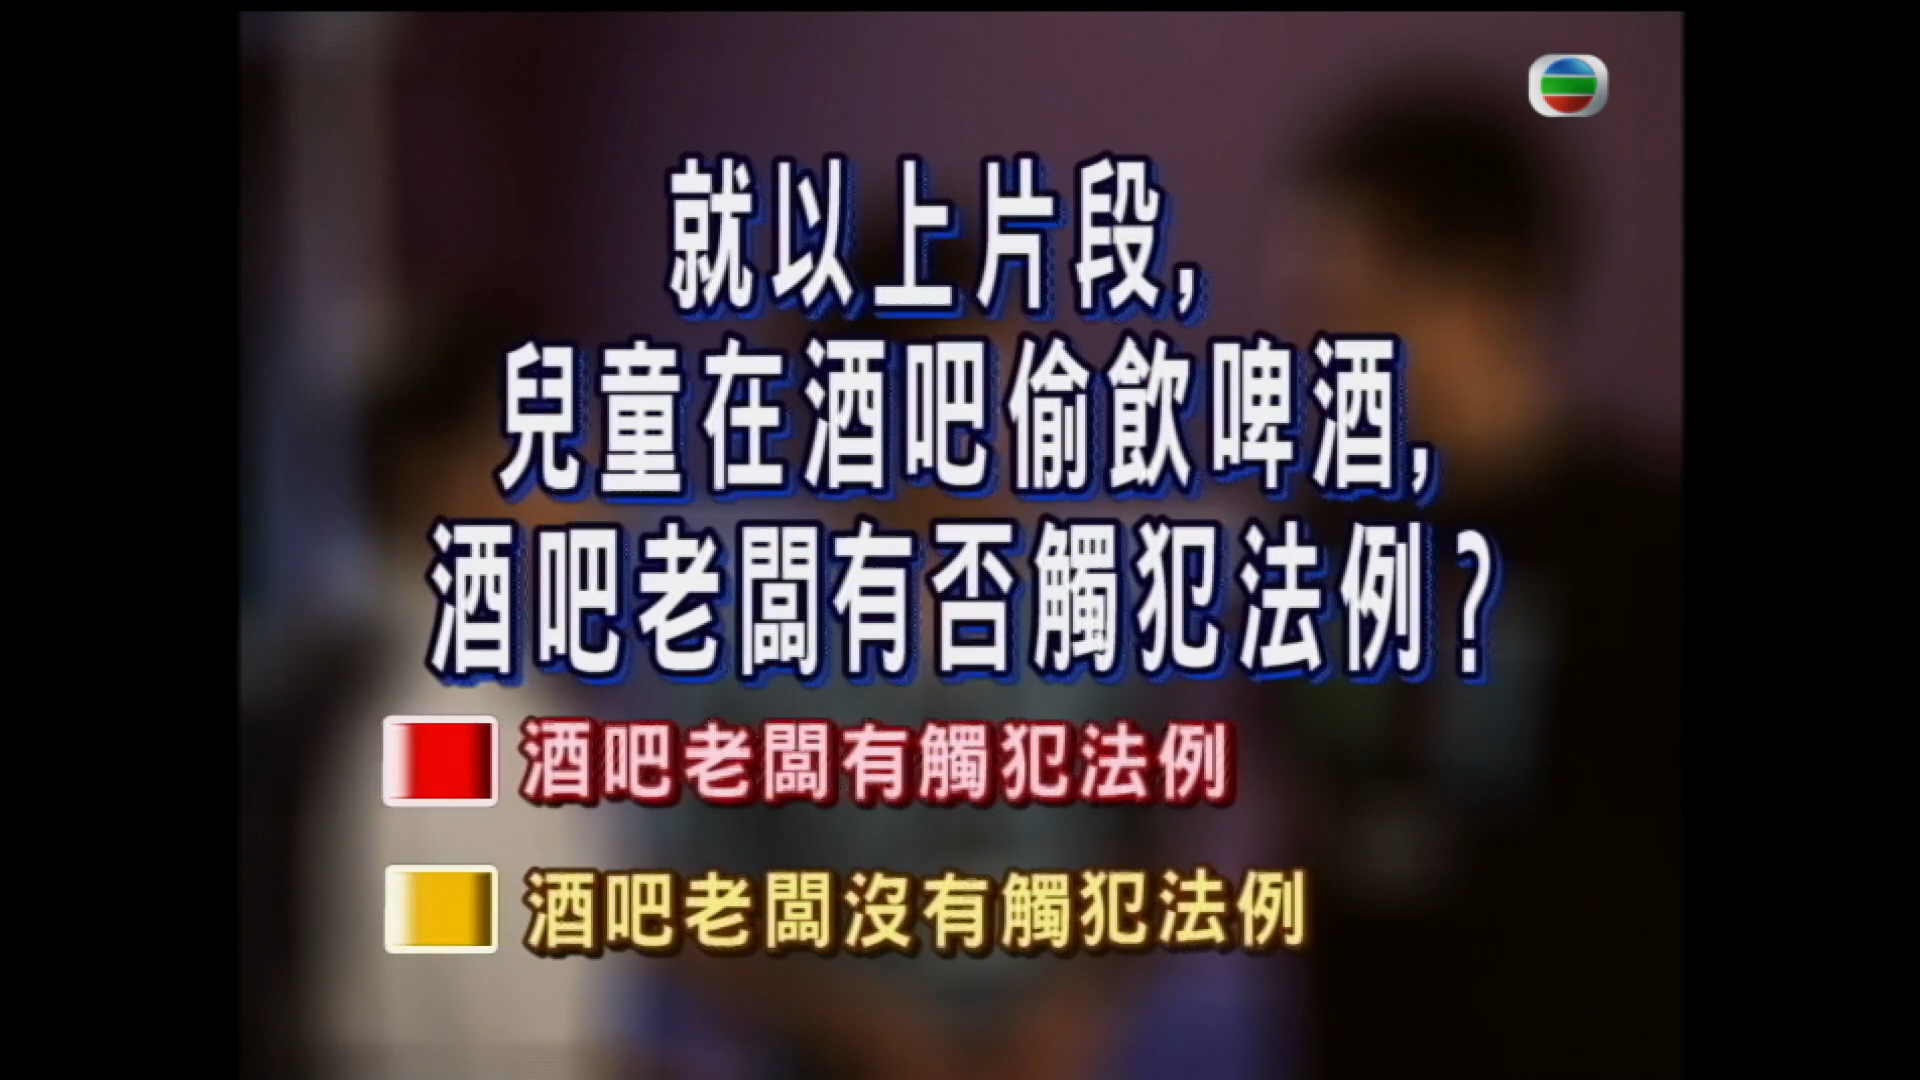 就以上片段,
兒童在酒吧偷飲啤酒,
酒吧老闆有否觸犯法例?
酒吧老闆有觸犯法例
酒吧老闆沒有觸犯法例